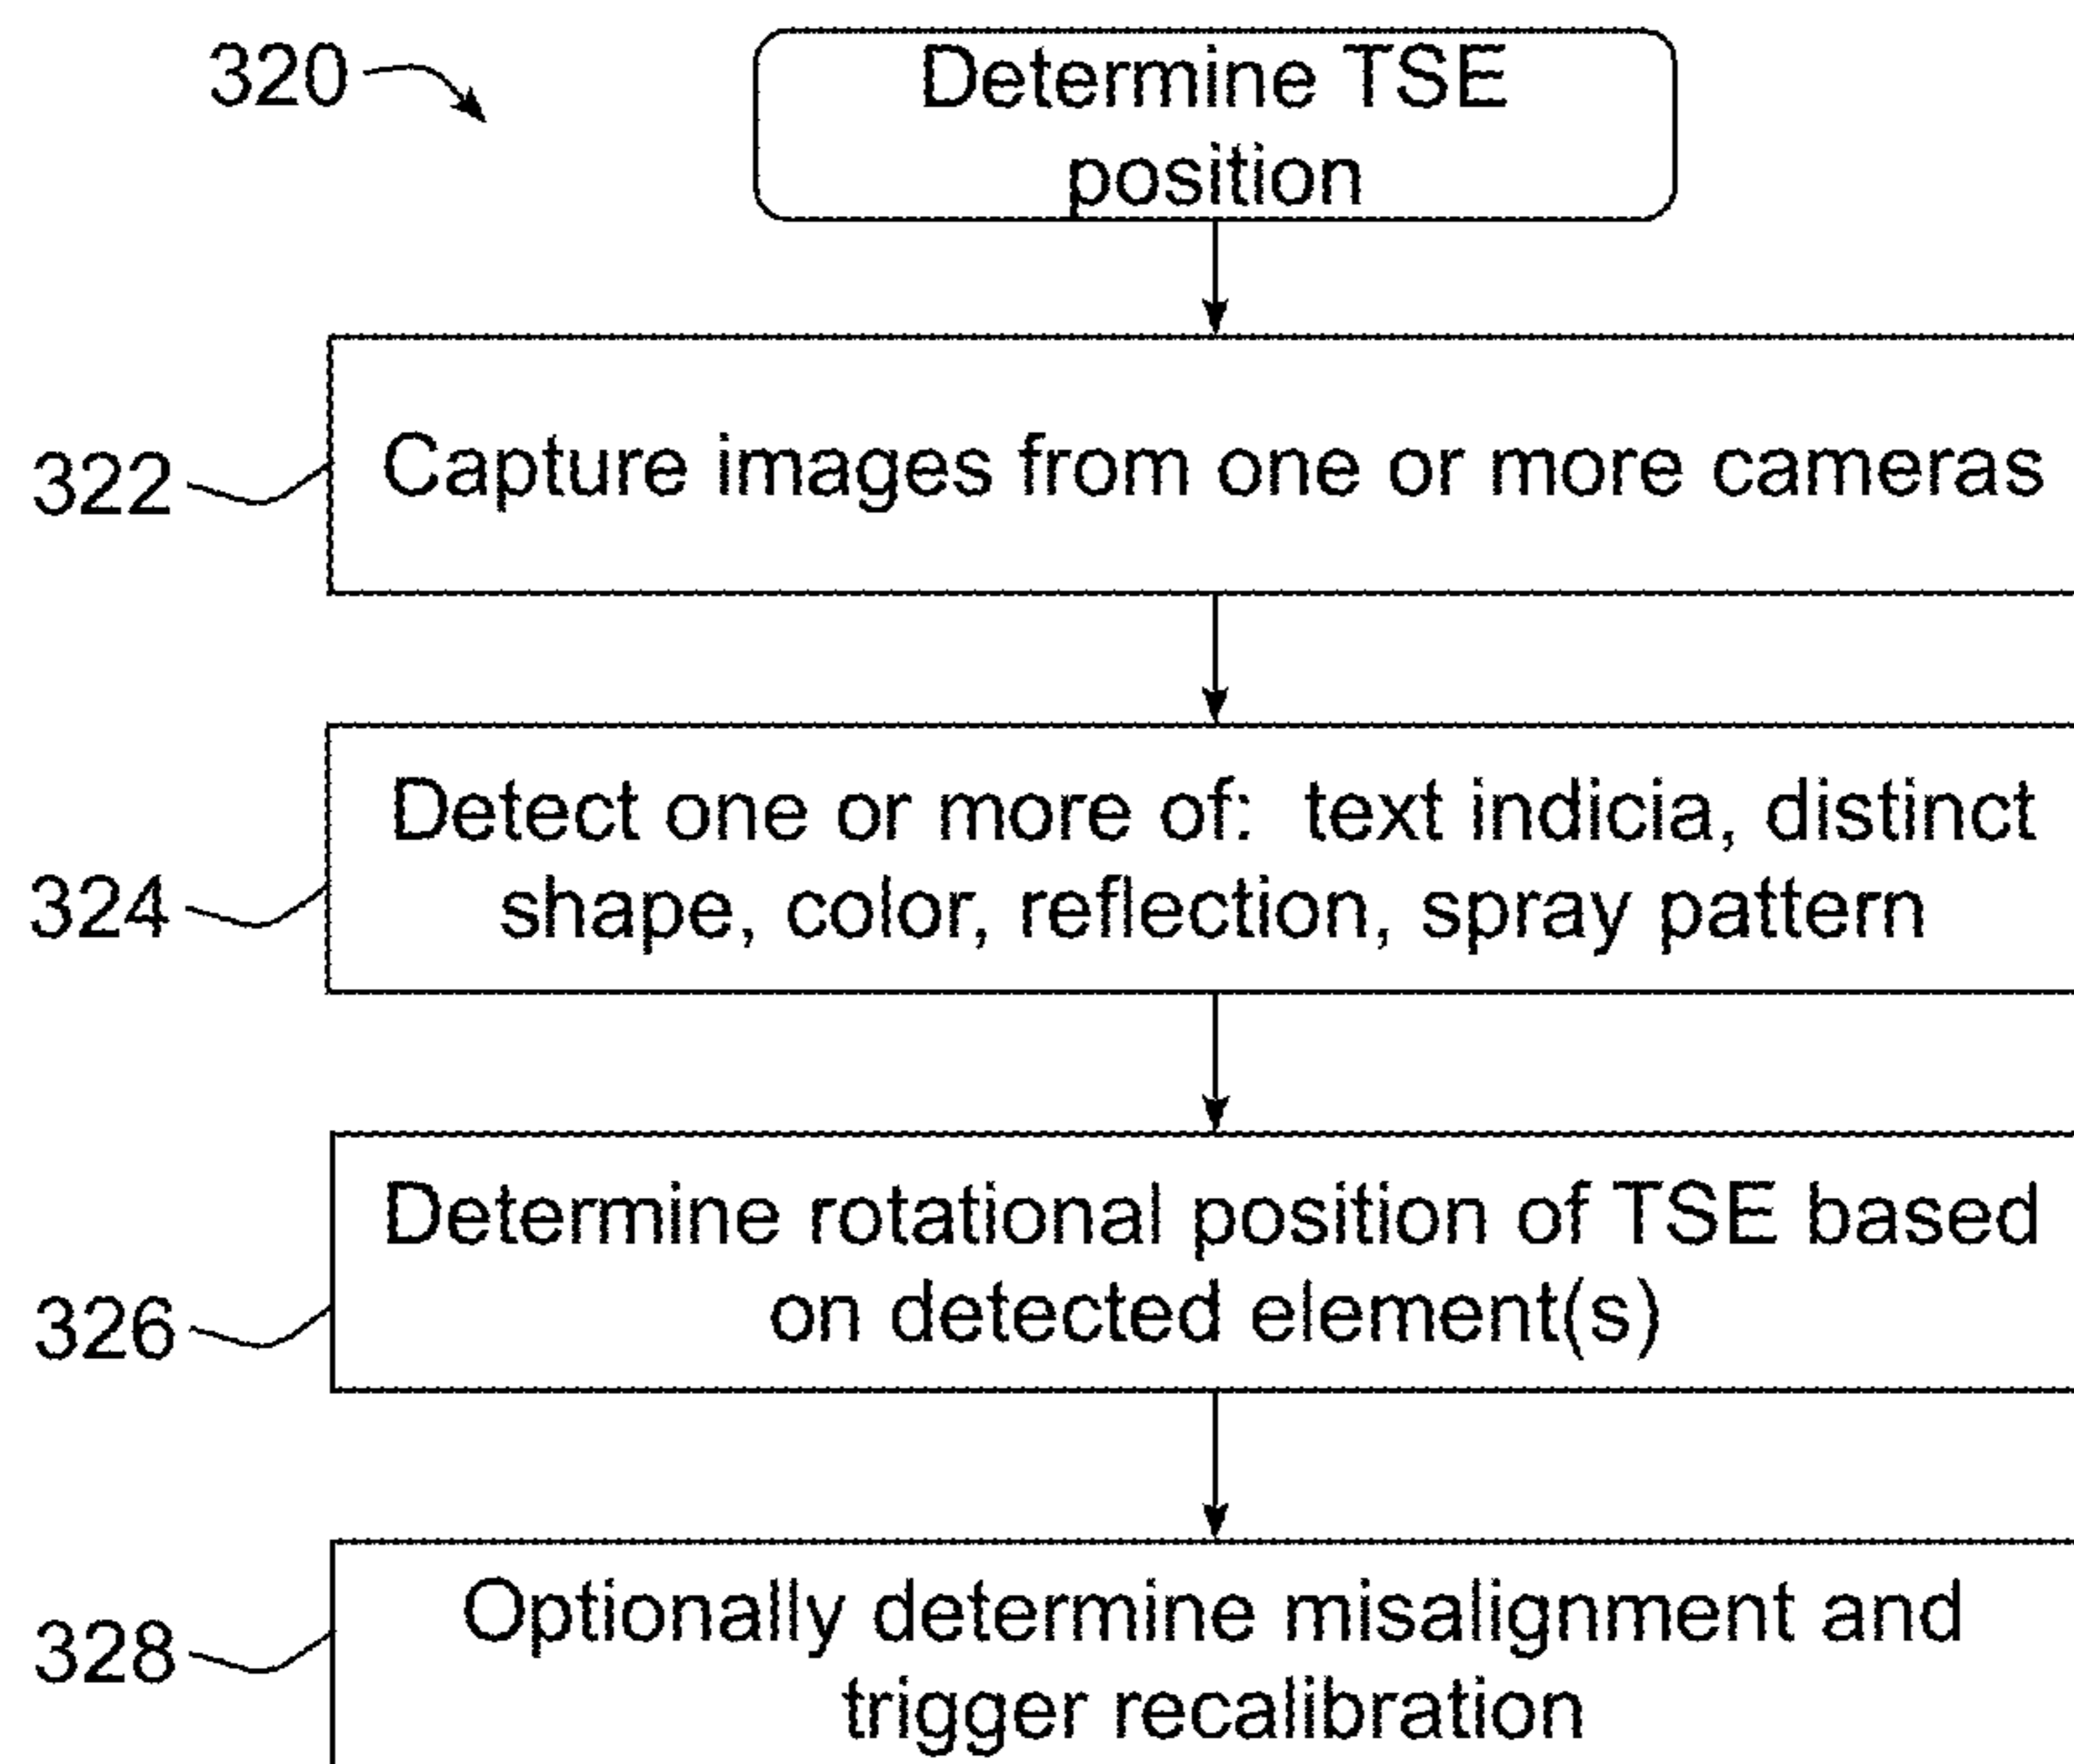 320
Determine TSE
position
322
Capture images from one or more cameras
Detect one or more of: text indicia, distinct
324
shape, color, reflection, spray pattern
Determine rotational position of TSE based
326
on detected element(s)
Optionally determine misalignment and
328
trigger recalibration